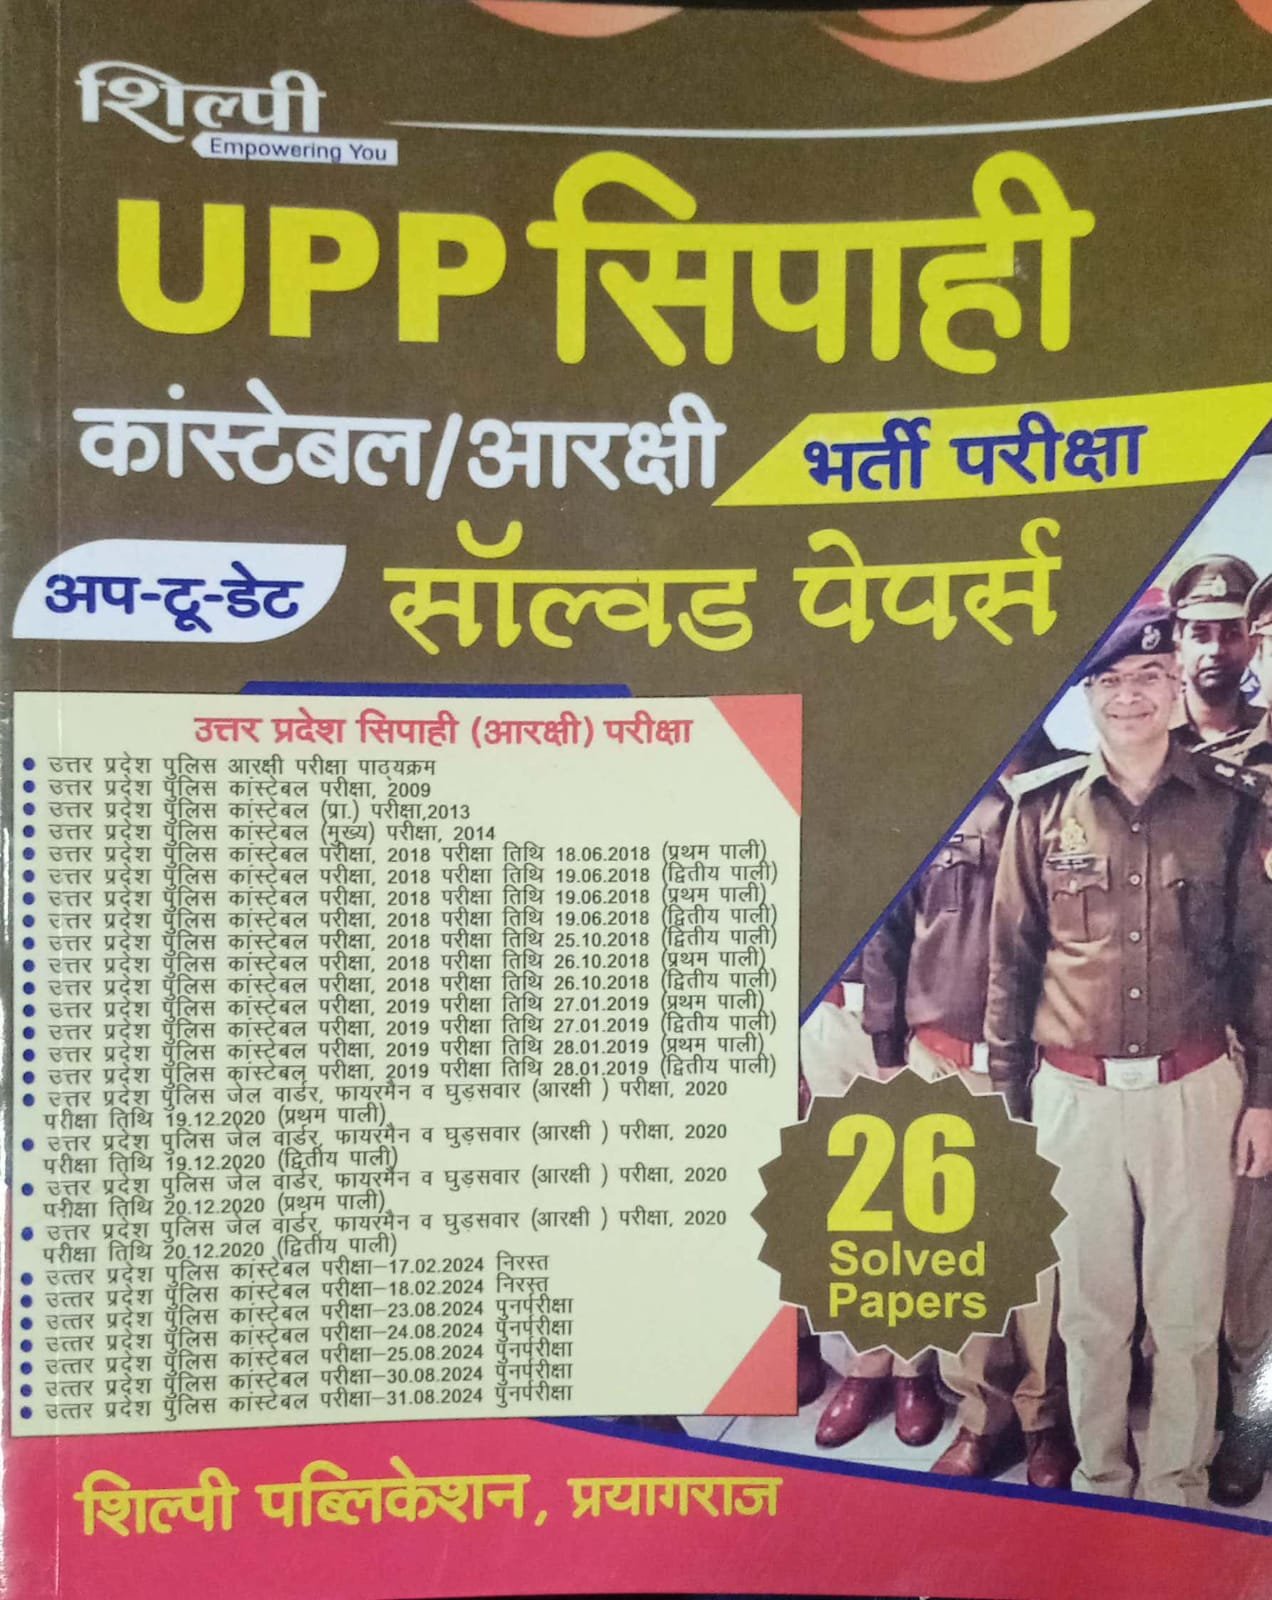 शिल्पी
Empowering You
UPP सिपाही
कांस्टेबल/आरक्षी भर्ती परीक्षा
अप-टू-डेट सॉल्वड पेपर्स
उत्तर प्रदेश सिपाही (आरक्षी) परीक्षा
• उत्तर प्रदेश पुलिस आरक्षी परीक्षा पाठ्यक्रम
• उत्तर प्रदेश पुलिस कांस्टेबल परीक्षा, 2009
• उत्तर प्रदेश पुलिस कांस्टेबल (प्रा.) परीक्षा,2013
• उत्तर प्रदेश पुलिस कांस्टेबल (मुख्य) परीक्षा, 2014
• उत्तर प्रदेश पुलिस कांस्टेबल परीक्षा, 2018 परीक्षा तिथि 18.06.2018 (प्रथम पाली)
• उत्तर प्रदेश पुलिस कांस्टेबल परीक्षा, 2018 परीक्षा तिथि 19.06.2018 (द्वितीय पाली)
• उत्तर प्रदेश पुलिस कांस्टेबल परीक्षा, 2018 परीक्षा तिथि 19.06.2018 (प्रथम पाली)
• उत्तर प्रदेश पुलिस कांस्टेबल परीक्षा, 2018 परीक्षा तिथि 19.06.2018 (द्वितीय पाली)
• उत्तर प्रदेश पुलिस कांस्टेबल परीक्षा, 2018 परीक्षा तिथि 25.10.2018 (द्वितीय पाली)
• उत्तर प्रदेश पुलिस कांस्टेबल परीक्षा, 2018 परीक्षा तिथि 26.10.2018 (प्रथम पाली)
• उत्तर प्रदेश पुलिस कांस्टेबल परीक्षा, 2018 परीक्षा तिथि 26.10.2018 (द्वितीय पाली)
• उत्तर प्रदेश पुलिस कांस्टेबल परीक्षा, 2019 परीक्षा तिथि 27.01.2019 (प्रथम पाली)
• उत्तर प्रदेश पुलिस कांस्टेबल परीक्षा, 2019 परीक्षा तिथि 27.01.2019 (द्वितीय पाली)
• उत्तर प्रदेश पुलिस कांस्टेबल परीक्षा, 2019 परीक्षा तिथि 28.01.2019 (प्रथम पाली)
• उत्तर प्रदेश पुलिस कांस्टेबल परीक्षा, 2019 परीक्षा तिथि 28.01.2019 (द्वितीय पाली)
• उत्तर प्रदेश पुलिस जेल वार्डर, फायरमैन व घुड़सवार (आरक्षी ) परीक्षा, 2020
परीक्षा तिथि 19.12.2020 (प्रथम पाली)
• उत्तर प्रदेश पुलिस जेल वार्डर, फायरमैन व घुड़सवार (आरक्षी ) परीक्षा, 2020
परीक्षा तिथि 19.12.2020 (द्वितीय पाली)
• उत्तर प्रदेश पुलिस जेल वार्डर, फायरमैन व घुड़सवार (आरक्षी ) परीक्षा, 2020
परीक्षा तिथि 20.12.2020 (प्रथम पाली)
• उत्तर प्रदेश पुलिस जेल वार्डर, फायरमैन व घुड़सवार (आरक्षी ) परीक्षा, 2020
परीक्षा तिथि 20.12.2020 (द्वितीय पाली)
• उत्तर प्रदेश पुलिस कांस्टेबल परीक्षा–17.02.2024 निरस्त
• उत्तर प्रदेश पुलिस कांस्टेबल परीक्षा–18.02.2024 निरस्त
• उत्तर प्रदेश पुलिस कांस्टेबल परीक्षा–23.08.2024 पुनर्परीक्षा
• उत्तर प्रदेश पुलिस कांस्टेबल परीक्षा–24.08.2024 पुनर्परीक्षा
• उत्तर प्रदेश पुलिस कांस्टेबल परीक्षा–25.08.2024 पुनर्परीक्षा
• उत्तर प्रदेश पुलिस कांस्टेबल परीक्षा–30.08.2024 पुनर्परीक्षा
• उत्तर प्रदेश पुलिस कांस्टेबल परीक्षा–31.08.2024 पुनर्परीक्षा
26
Solved
Papers
शिल्पी पब्लिकेशन, प्रयागराज